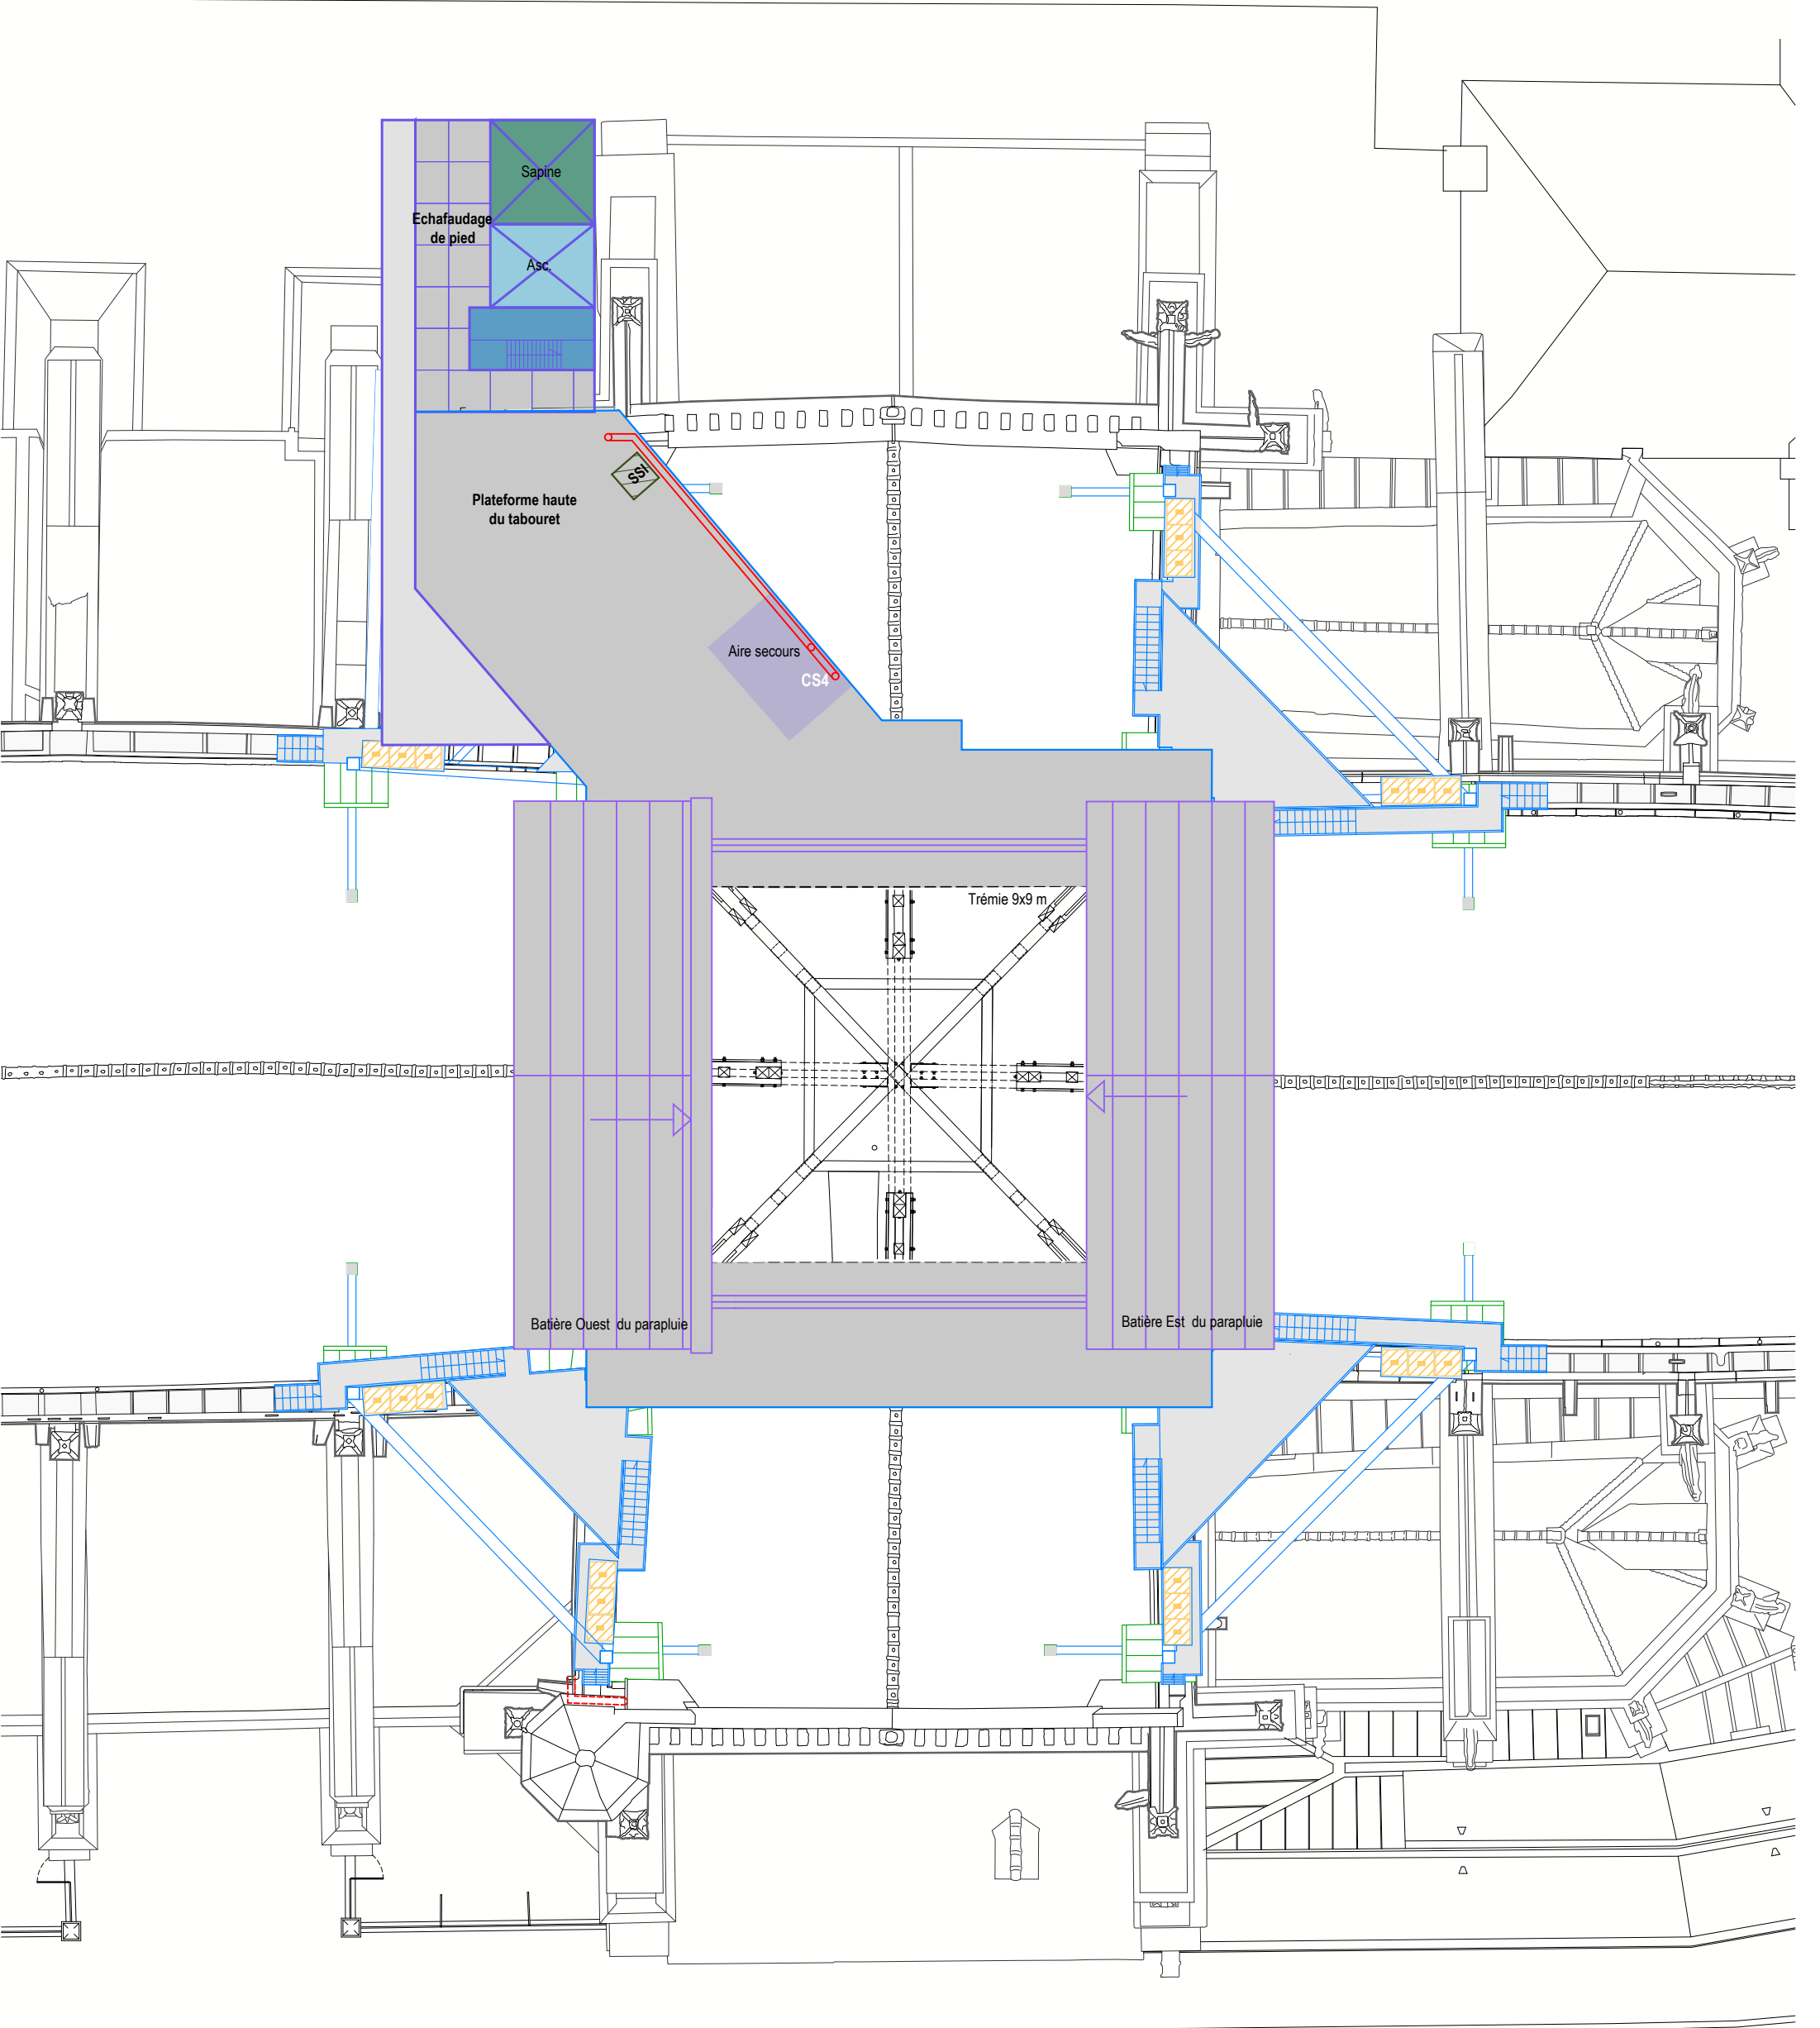 Sapine
Echafaudage
de pied
Asc.
SSI
Plateforme haute
du tabouret
Aire secours
CS4
Trémie 9x9 m
Batière Ouest du parapluie
Batière Est du parapluie